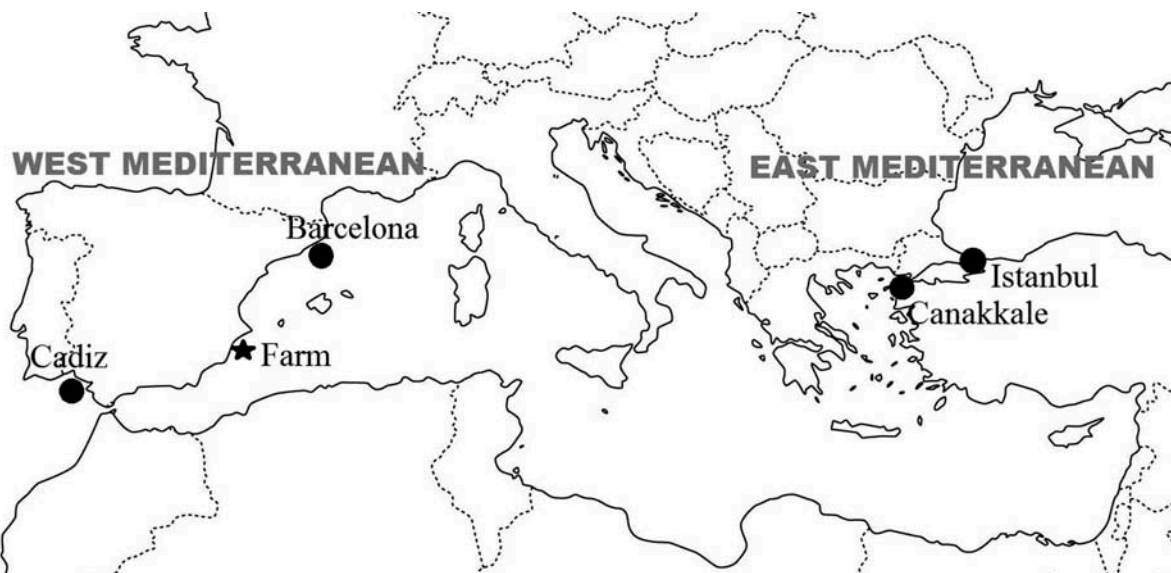 WEST MEDITERRANEAN
EAST MEDITERRANEAN
Barcelona
Istanbul
Canakkale
Cadiz
Farm